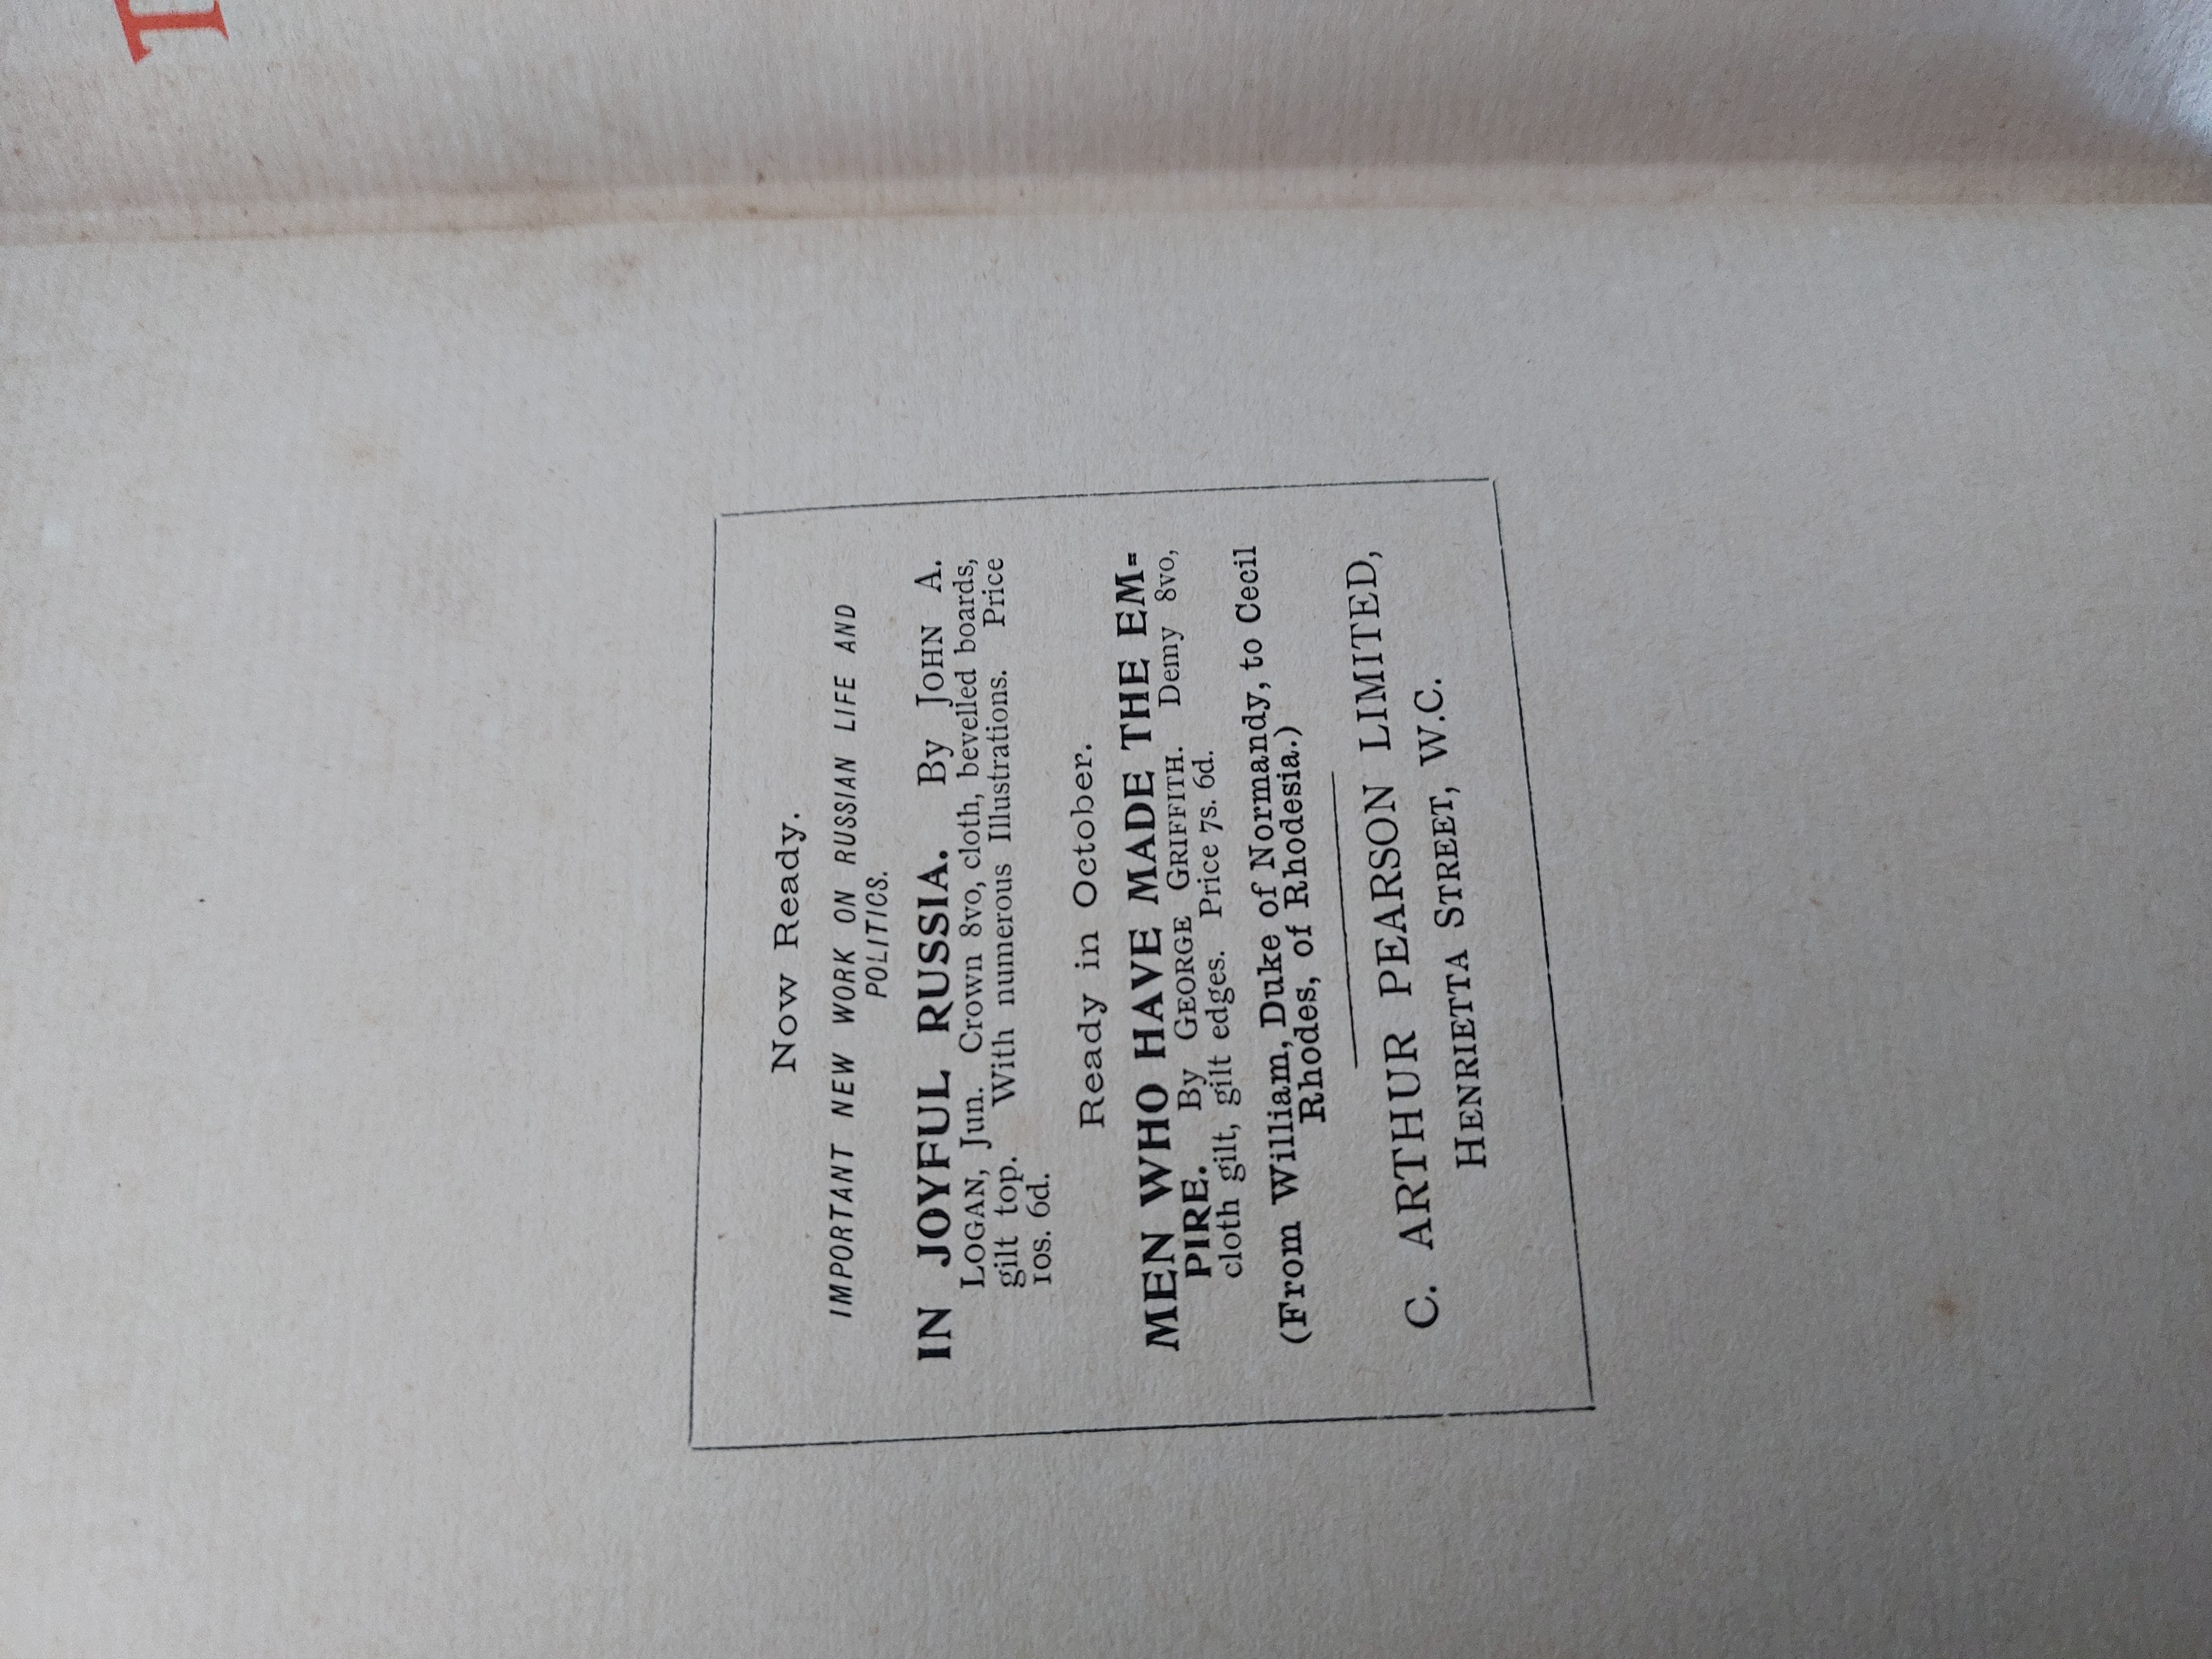 Now Ready.
IMPORTANT NEW WORK ON RUSSIAN LIFE AND
POLITICS.
IN JOYFUL RUSSIA. By JOHN A.
LOGAN, Jun. Crown 8vo, cloth, bevelled boards,
gilt top. With numerous Illustrations. Price
10s. 6d.
Ready in October.
MEN WHO HAVE MADE THE EM-
PIRE. By GEORGE GRIFFITH. Demy 8vo,
cloth gilt, gilt edges. Price 7s. 6d.
(From William, Duke of Normandy, to Cecil
Rhodes, of Rhodesia.)
C. ARTHUR PEARSON LIMITED,
HENRIETTA STREET, W.C.